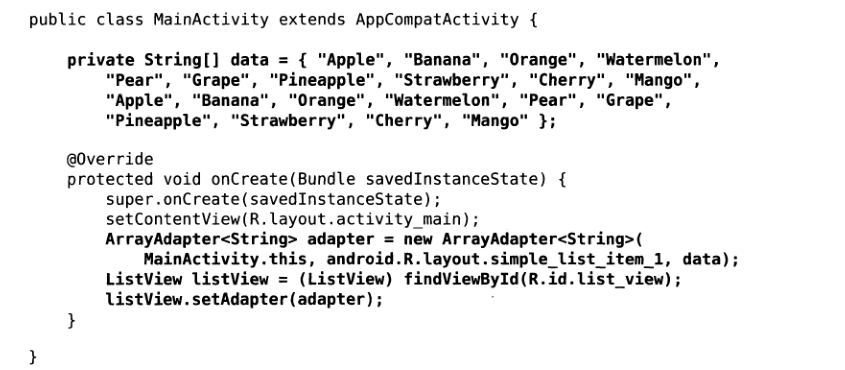 public class MainActivity extends AppCompatActivity {
private String[] data = { "Apple", "Banana", "Orange", "Watermelon",
"Pear", "Grape", "Pineapple", "Strawberry", "Cherry", "Mango",
"Apple", "Banana", "Orange", "Watermelon", "Pear", "Grape",
"Pineapple", "Strawberry", "Cherry", "Mango" };
@Override
protected void onCreate(Bundle savedInstanceState) {
super.onCreate(savedInstanceState);
setContentView(R.layout.activity_main);
ArrayAdapter<String> adapter = new ArrayAdapter<String>(
MainActivity.this, android.R.layout.simple_list_item_1, data);
ListView listView = (ListView) findViewById(R.id.list_view);
listView.setAdapter(adapter);
}
}